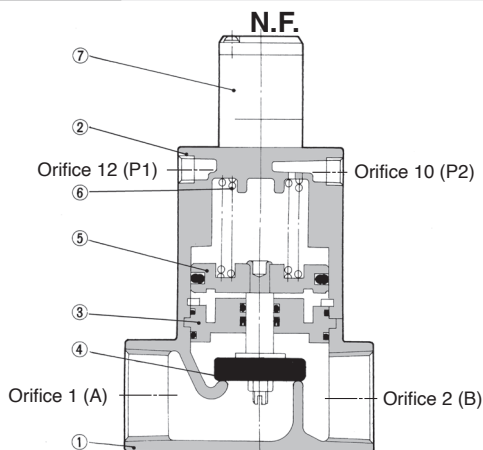 N.F.
⑦
②
Orifice 12 (P1)
Orifice 10 (P2)
⑥
⑤
③
④
Orifice 1 (A)
Orifice 2 (B)
①